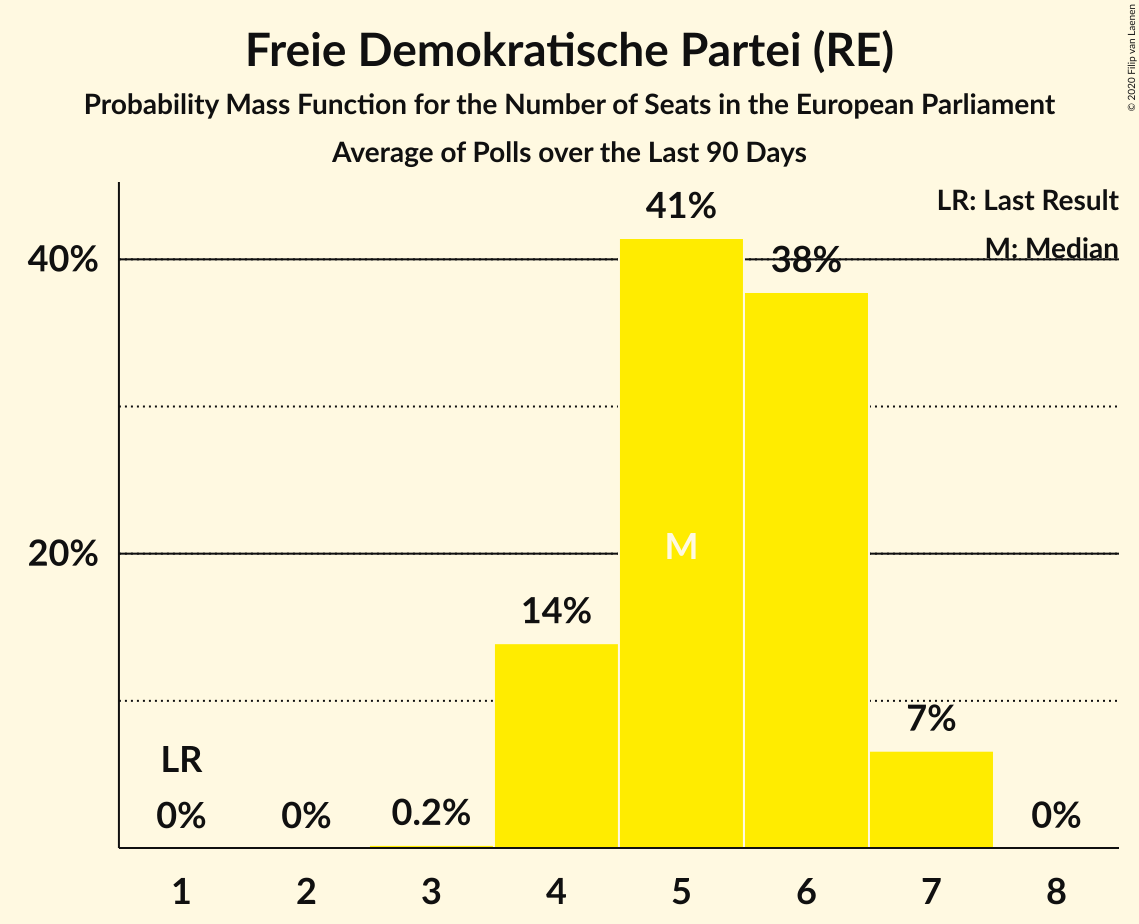 Freie Demokratische Partei (RE)
Probability Mass Function for the Number of Seats in the European Parliament
Average of Polls over the Last 90 Days
© 2020 Filip van Laenen
LR: Last Result
M: Median
41%
40%
38%
M
20%
14%
7%
LR
0%
0%
0.2%
0%
1 2 3 4 5 6 7 8